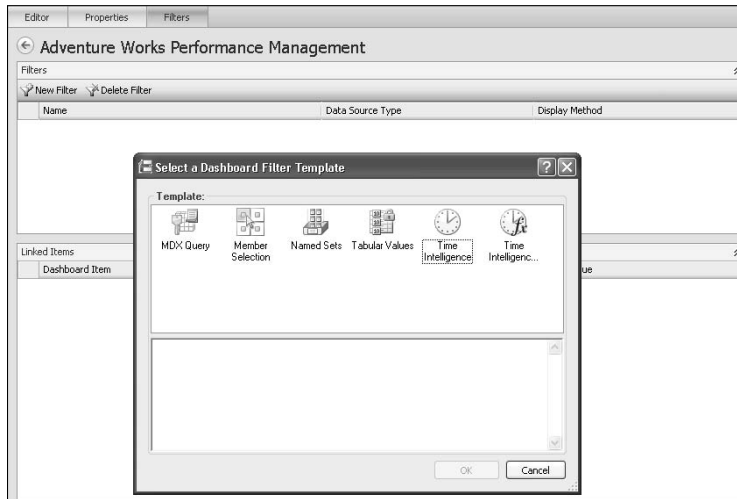 Editor Properties Filters
Adventure Works Performance Management
Filters
New Filter Delete Filter
Name Data Source Type Display Method
Select a Dashboard Filter Template
Template:
MDX Query Member Selection Named Sets Tabular Values Time Intelligence Time Intelligenc...
Linked Items
Dashboard Item ue
OK Cancel